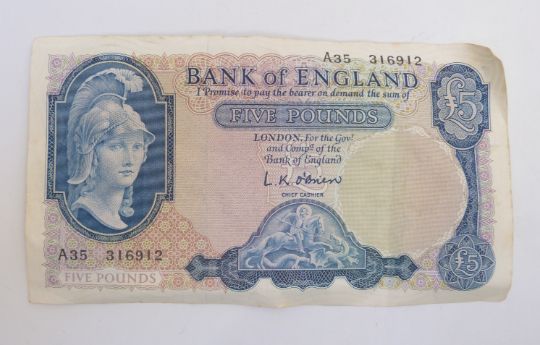 A35 316912
BANK of ENGLAND
I Promise to pay the bearer on demand the sum of
FIVE POUNDS
£5
LONDON, For the Govr
and Compa of the
Bank of England
L.K. O'Brien
CHIEF CASHIER
A35 316912
FIVE POUNDS
£5